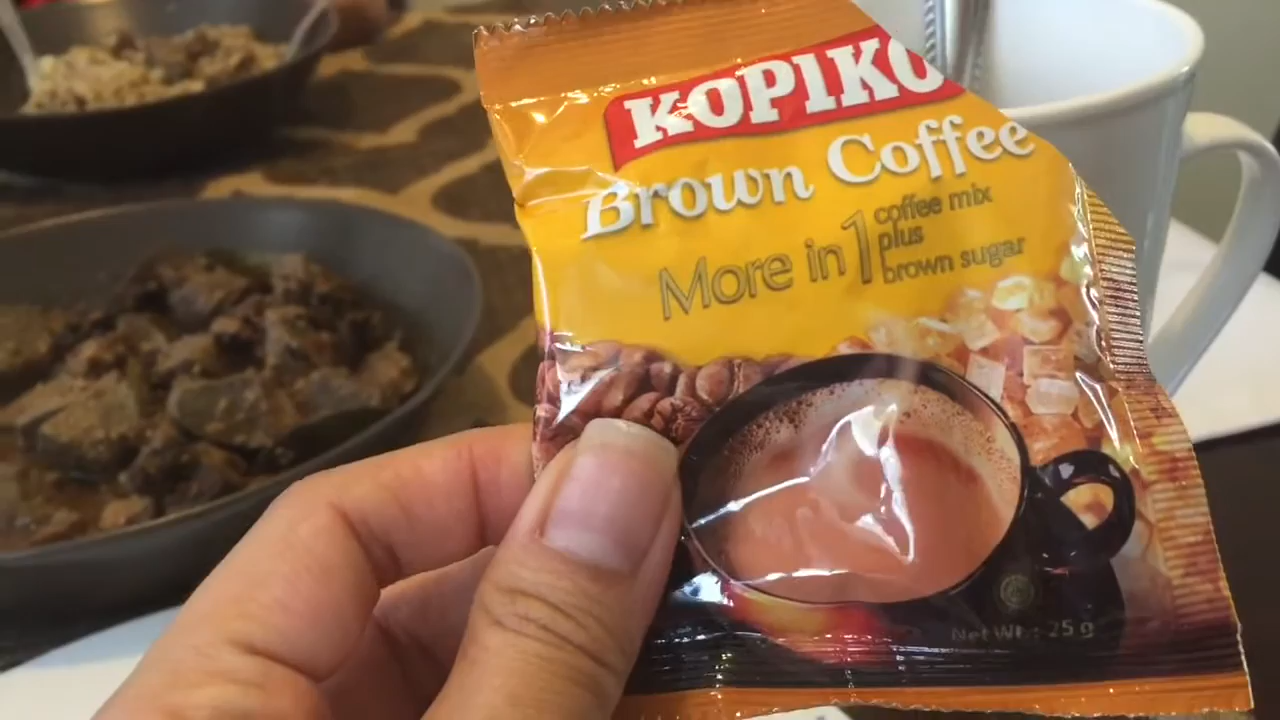 KOPIKO
Brown Coffee
More in 1
coffee mix
plus
brown sugar
Net Wt.: 25 g